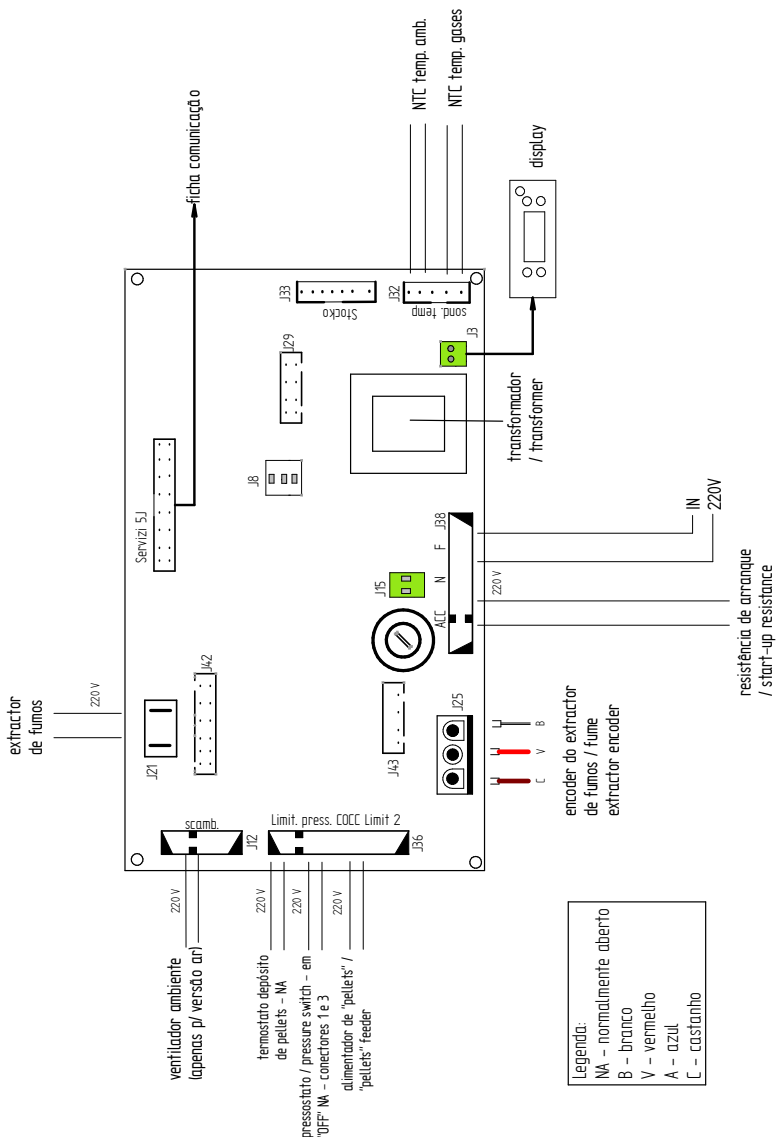 extractor
de fumos
220 V
J21
J42
Servizi 5J
ficha comunicação
J8
J29
J33
Stocko
J32
sond. temp
NTC temp. amb.
NTC temp. gases
J3
display
transformador
/ transformer
J15
J38
ACC
N
F
220 V
IN
220V
resistência de arranque
/ start-up resistance
J43
J25
C
V
B
encoder do extractor
de fumos / fume
extractor encoder
scamb.
J12
Limit. press. COCC Limit 2
J36
220 V
ventilador ambiente
(apenas p/ versão ar)
220 V
termostato depósito
de pellets - NA
220 V
pressostato / pressure switch - em
"OFF" NA - conectores 1 e 3
220 V
alimentador de "pellets" /
"pellets" feeder
Legenda:
NA - normalmente aberto
B - branco
V - vermelho
A - azul
C - castanho